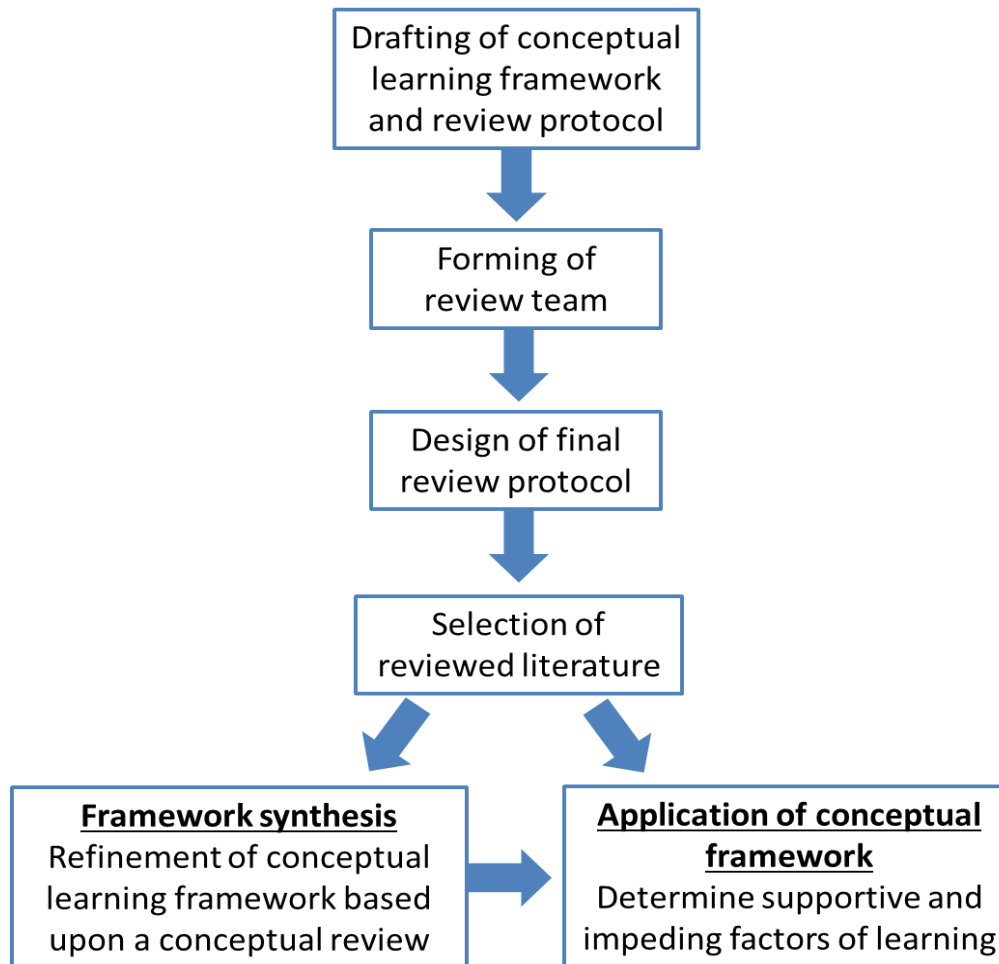 Drafting of conceptual
learning framework
and review protocol
Forming of
review team
Design of final
review protocol
Selection of
reviewed literature
Framework synthesis
Refinement of conceptual
learning framework based
upon a conceptual review
Application of conceptual
framework
Determine supportive and
impeding factors of learning